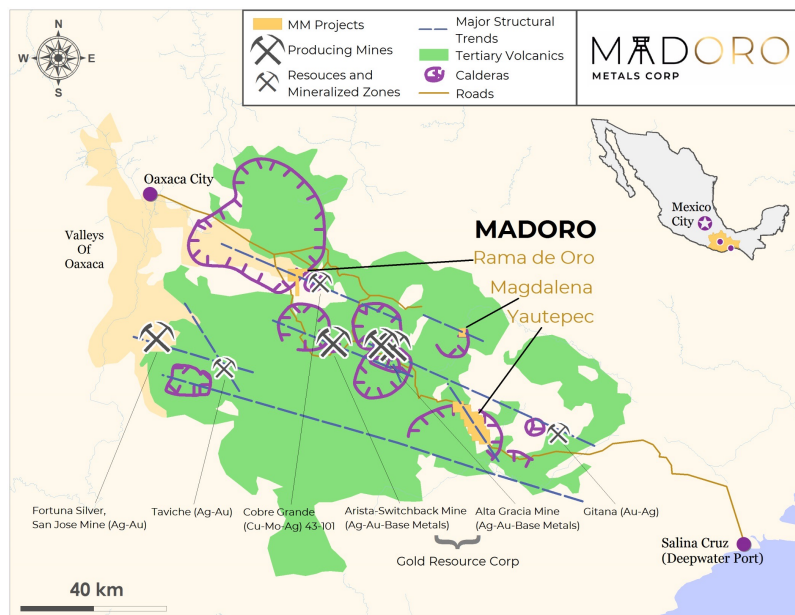 N
W
E
S
MM Projects
Producing Mines
Resouces and
Mineralized Zones
Major Structural
Trends
Tertiary Volcanics
Calderas
Roads
MADORO
METALS CORP
Oaxaca City
Valleys
Of
Oaxaca
Mexico
City
MADORO
Rama de Oro
Magdalena
Yautepec
Fortuna Silver,
San Jose Mine (Ag-Au)
Taviche (Ag-Au)
Cobre Grande
(Cu-Mo-Ag) 43-101
Arista-Switchback Mine
(Ag-Au-Base Metals)
Alta Gracia Mine
(Ag-Au-Base Metals)
Gitana (Au-Ag)
Gold Resource Corp
Salina Cruz
(Deepwater Port)
40 km